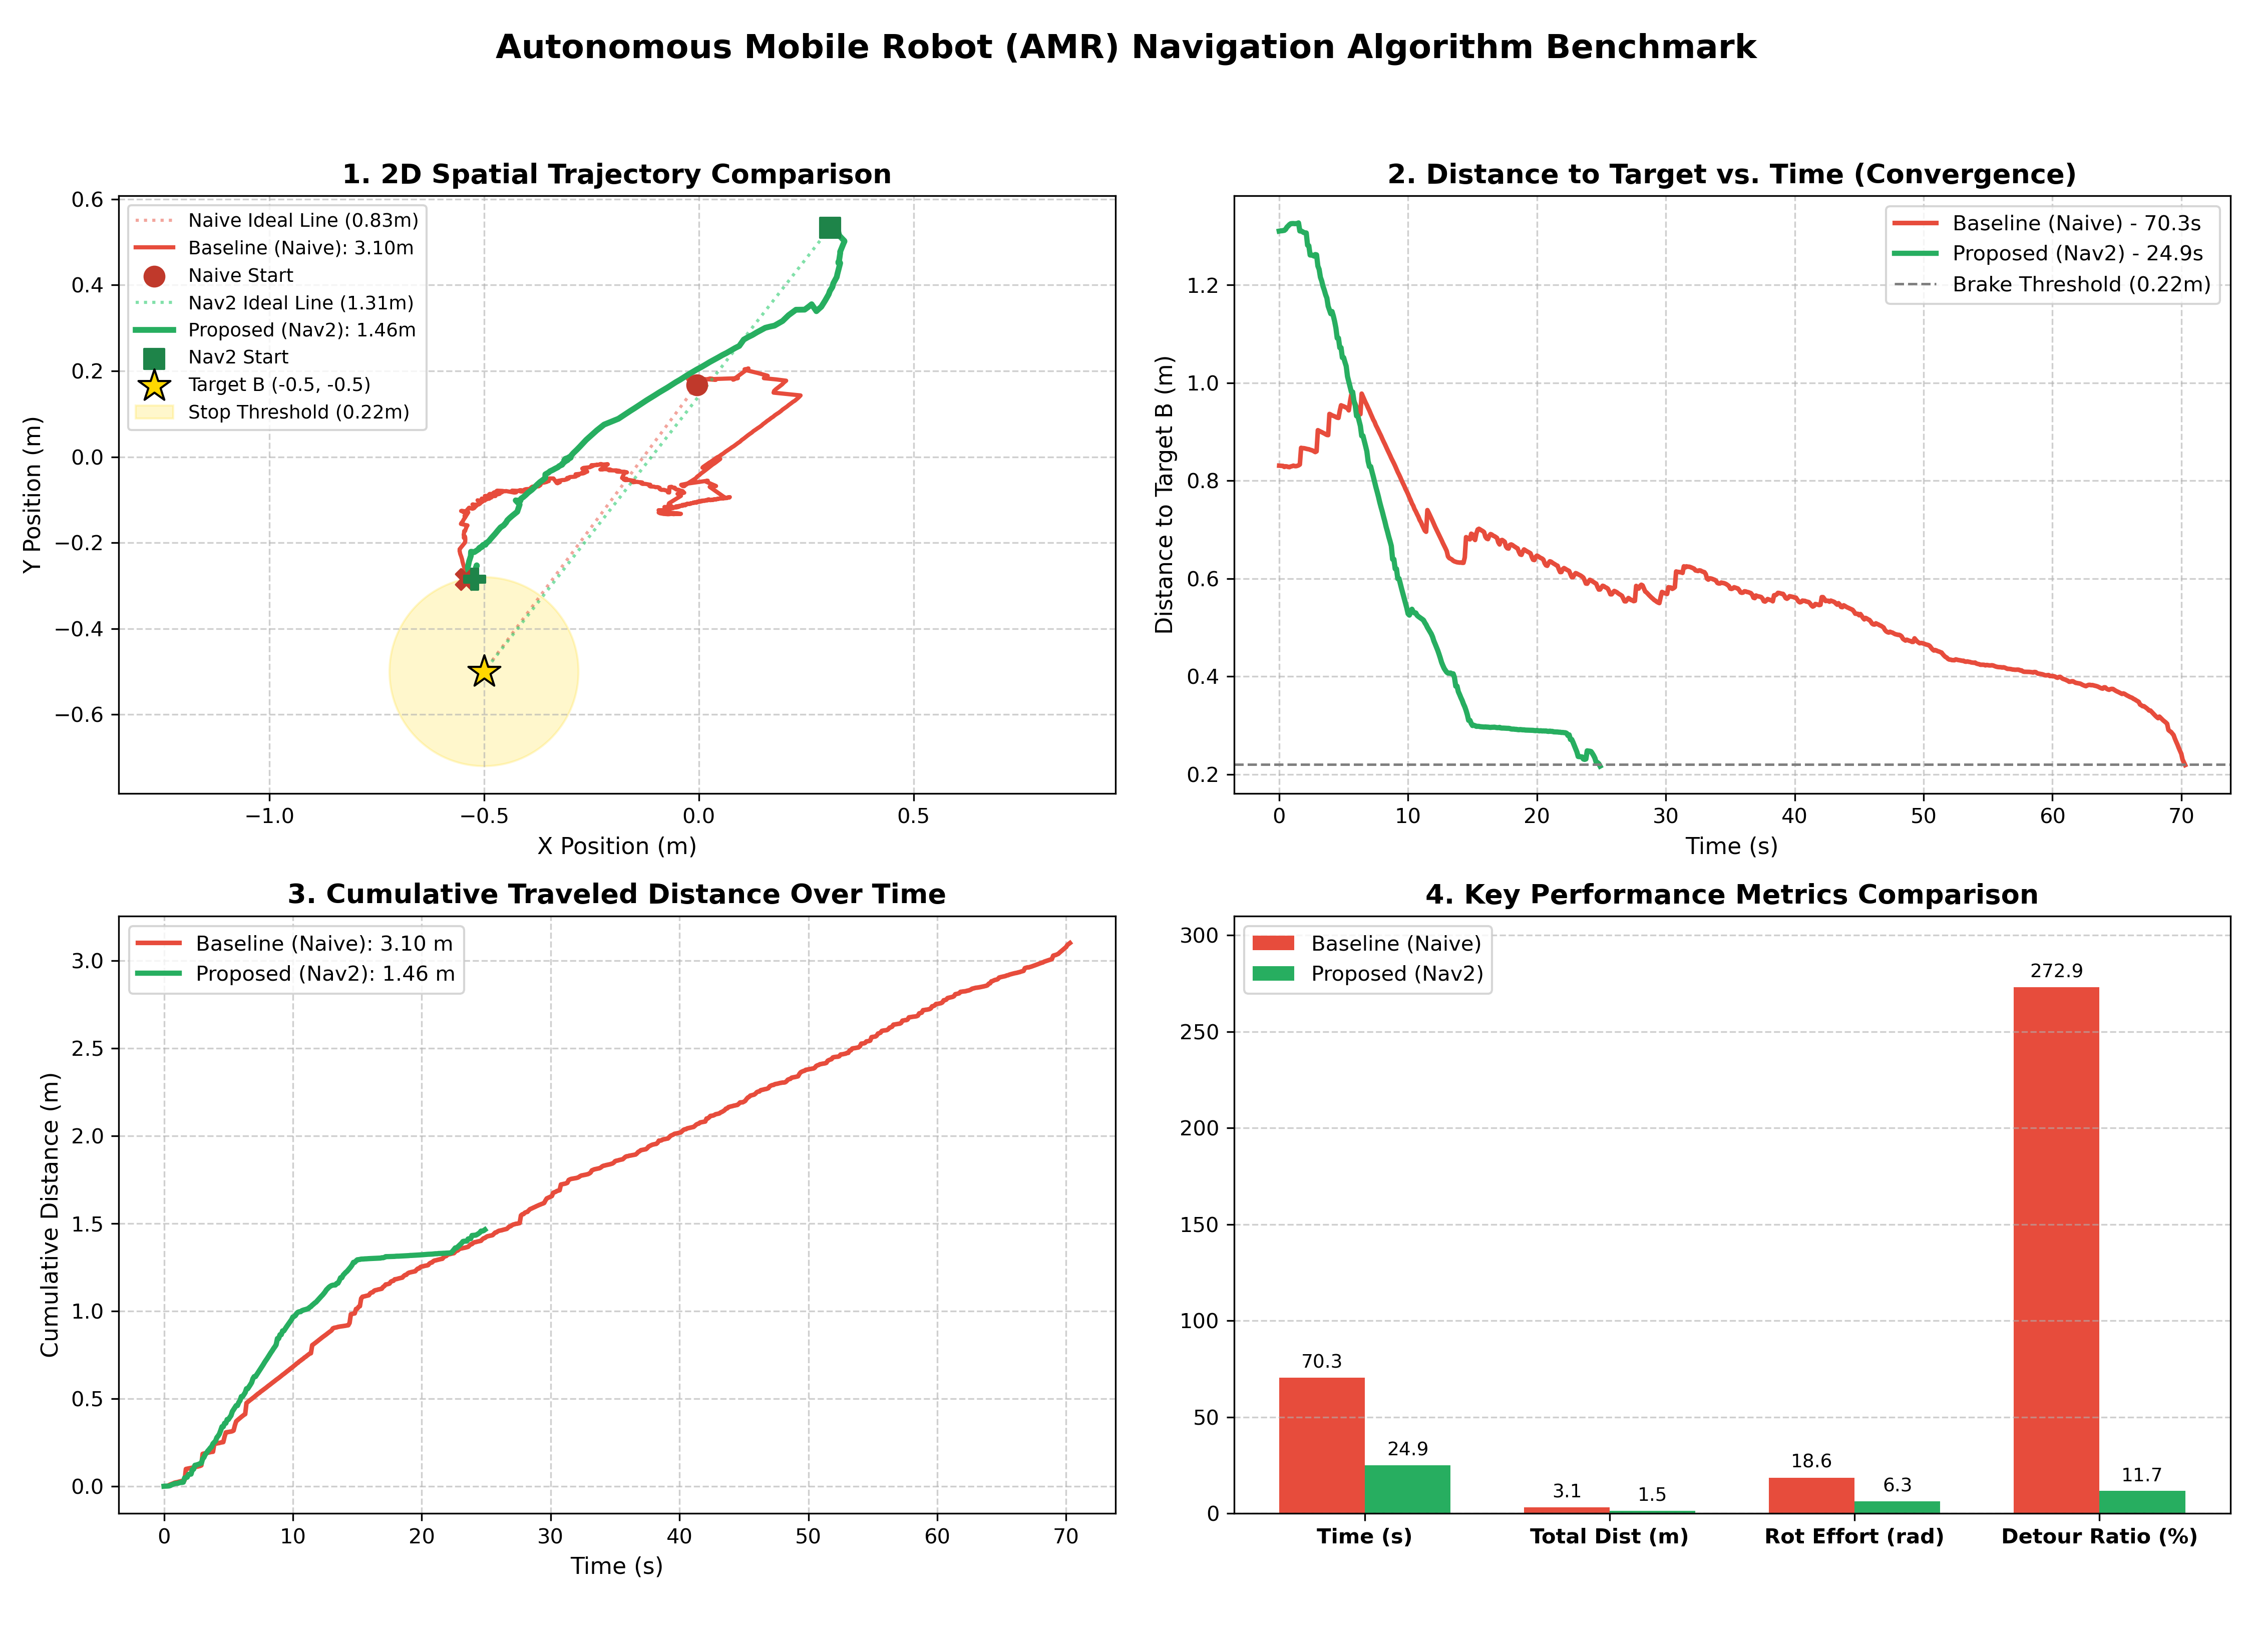 Autonomous Mobile Robot (AMR) Navigation Algorithm Benchmark
1. 2D Spatial Trajectory Comparison
Naive Ideal Line (0.83m)
Baseline (Naive): 3.10m
Naive Start
Nav2 Ideal Line (1.31m)
Proposed (Nav2): 1.46m
Nav2 Start
Target B (-0.5, -0.5)
Stop Threshold (0.22m)
Y Position (m)
0.6
0.4
0.2
0.0
−0.2
−0.4
−0.6
−1.0
−0.5
0.0
0.5
X Position (m)
2. Distance to Target vs. Time (Convergence)
Baseline (Naive) - 70.3s
Proposed (Nav2) - 24.9s
Brake Threshold (0.22m)
Distance to Target B (m)
1.2
1.0
0.8
0.6
0.4
0.2
0
10
20
30
40
50
60
70
Time (s)
3. Cumulative Traveled Distance Over Time
Baseline (Naive): 3.10 m
Proposed (Nav2): 1.46 m
Cumulative Distance (m)
3.0
2.5
2.0
1.5
1.0
0.5
0.0
0
10
20
30
40
50
60
70
Time (s)
4. Key Performance Metrics Comparison
Baseline (Naive)
Proposed (Nav2)
300
250
200
150
100
50
0
70.3
24.9
3.1
1.5
18.6
6.3
272.9
11.7
Time (s)
Total Dist (m)
Rot Effort (rad)
Detour Ratio (%)